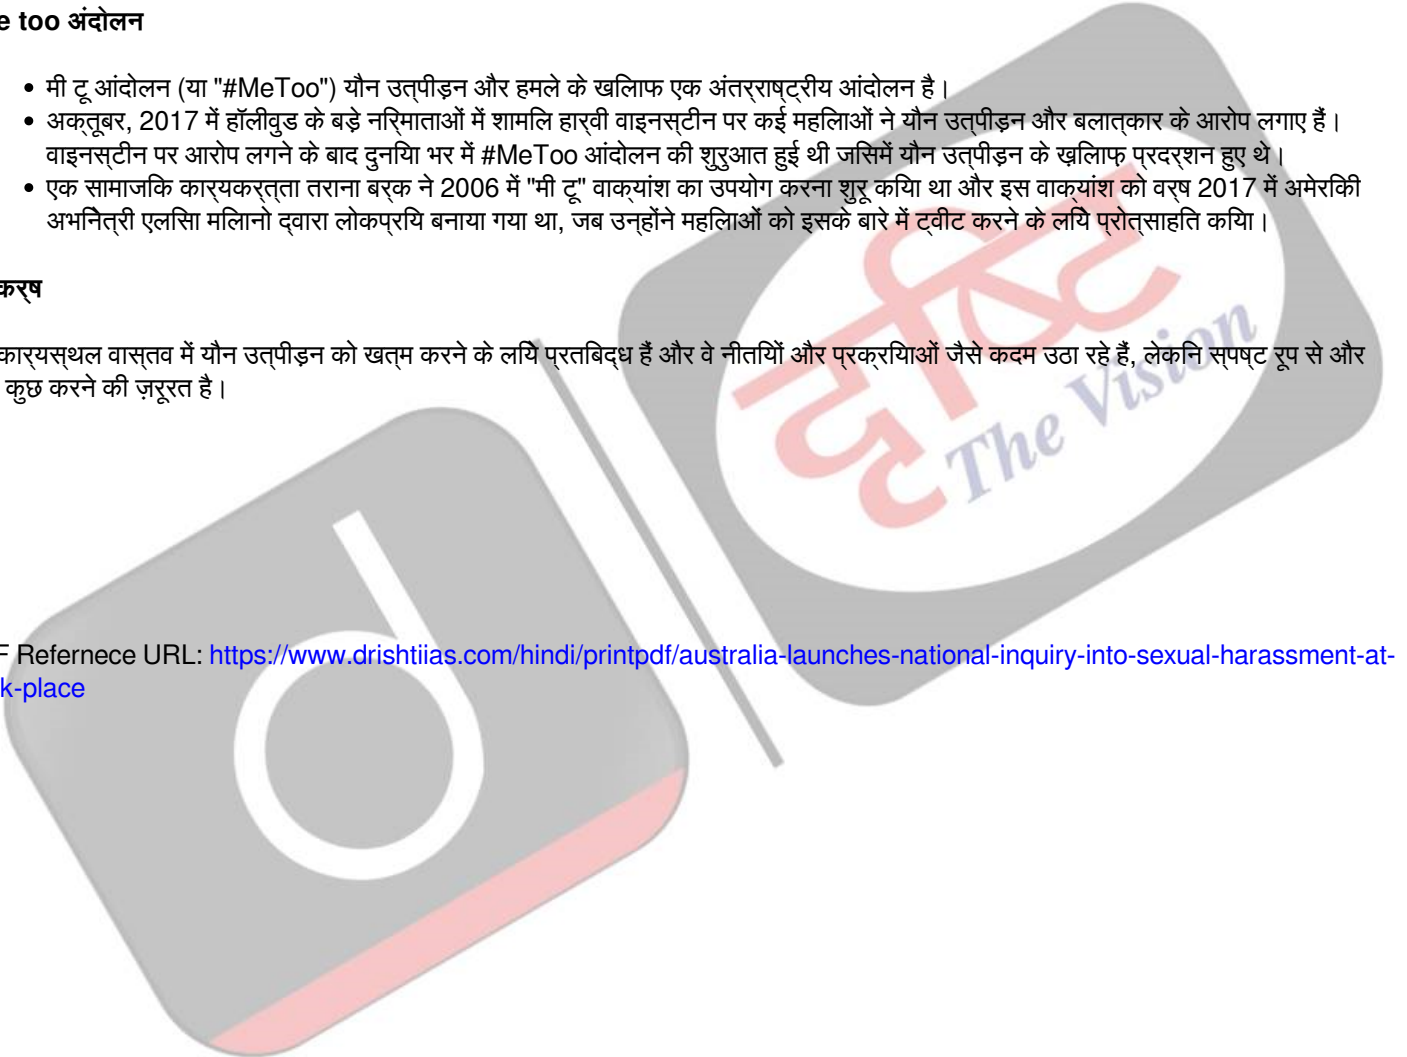 e too अंदोलन
• मी टू आंदोलन (या "#MeToo") यौन उत्पीड़न और हमले के खिलाफ एक अंतर्राष्ट्रीय आंदोलन है।
• अक्तूबर, 2017 में हॉलीवुड के बड़े निर्माताओं में शामिल हार्वी वाइनस्टीन पर कई महिलाओं ने यौन उत्पीड़न और बलात्कार के आरोप लगाए हैं।
वाइनस्टीन पर आरोप लगने के बाद दुनिया भर में #MeToo आंदोलन की शुरुआत हुई थी जिसमें यौन उत्पीड़न के ख़िलाफ़ प्रदर्शन हुए थे।
• एक सामाजिक कार्यकर्त्ता तराना बर्क ने 2006 में "मी टू" वाक्यांश का उपयोग करना शुरू किया था और इस वाक्यांश को वर्ष 2017 में अमेरिकी
अभिनेत्री एलिसा मिलानो द्वारा लोकप्रिय बनाया गया था, जब उन्होंने महिलाओं को इसके बारे में ट्वीट करने के लिये प्रोत्साहित किया।
कर्ष
कार्यस्थल वास्तव में यौन उत्पीड़न को खत्म करने के लिये प्रतिबद्ध हैं और वे नीतियों और प्रक्रियाओं जैसे कदम उठा रहे हैं, लेकिन स्पष्ट रूप से और
कुछ करने की ज़रूरत है।
दृष्टि
The Vision
d
F Refernece URL: https://www.drishtiias.com/hindi/printpdf/australia-launches-national-inquiry-into-sexual-harassment-at-
k-place